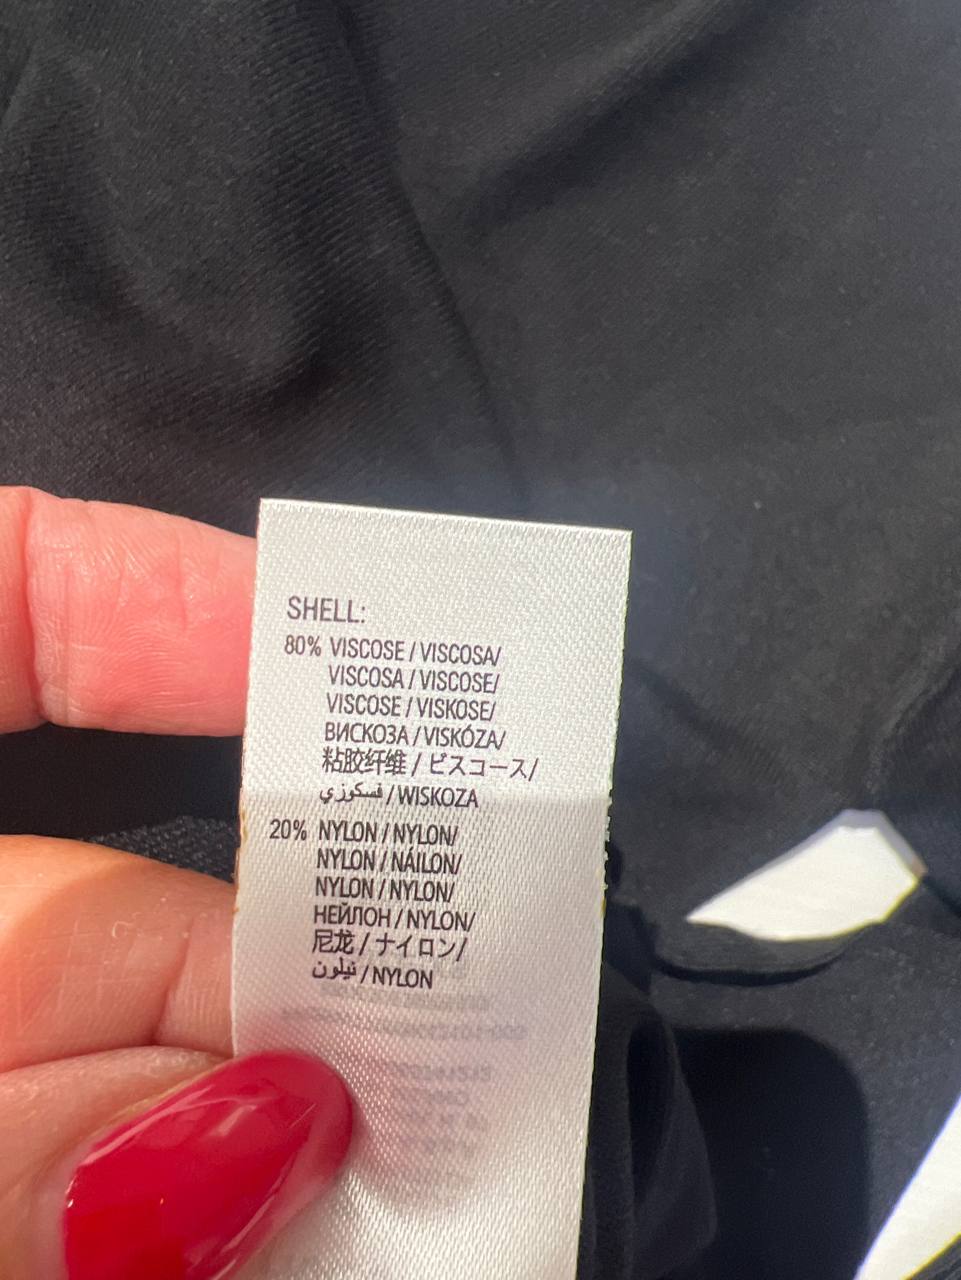 SHELL:
80% VISCOSE / VISCOSA/
VISCOSA / VISCOSE/
VISCOSE / VISKOSE/
ВИСКОЗА / VISKÓZA/
粘胶纤维 / ビスコース/
فسكوزي / WISKOZA
20% NYLON / NYLON/
NYLON / NÁILON/
NYLON / NYLON/
НЕЙЛОН / NYLON/
尼龙 / ナイロン/
نيلون / NYLON